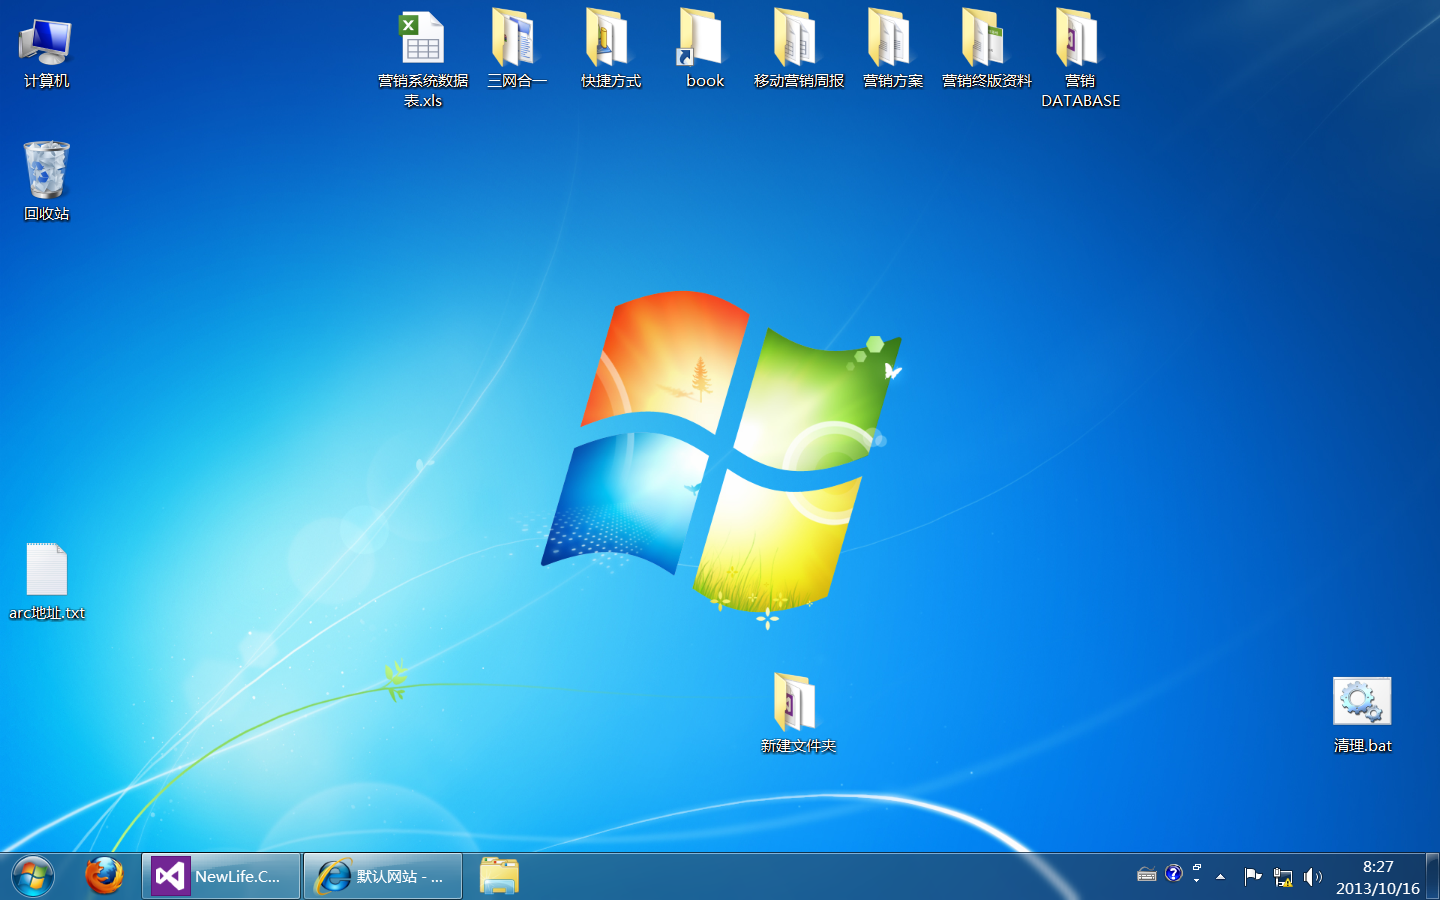 计算机
营销系统数据
表.xls
三网合一
快捷方式
book
移动营销周报
营销方案
营销终版资料
营销
DATABASE
回收站
arc地址.txt
新建文件夹
清理.bat
NewLife.C...
默认网站 - ...
8:27
2013/10/16